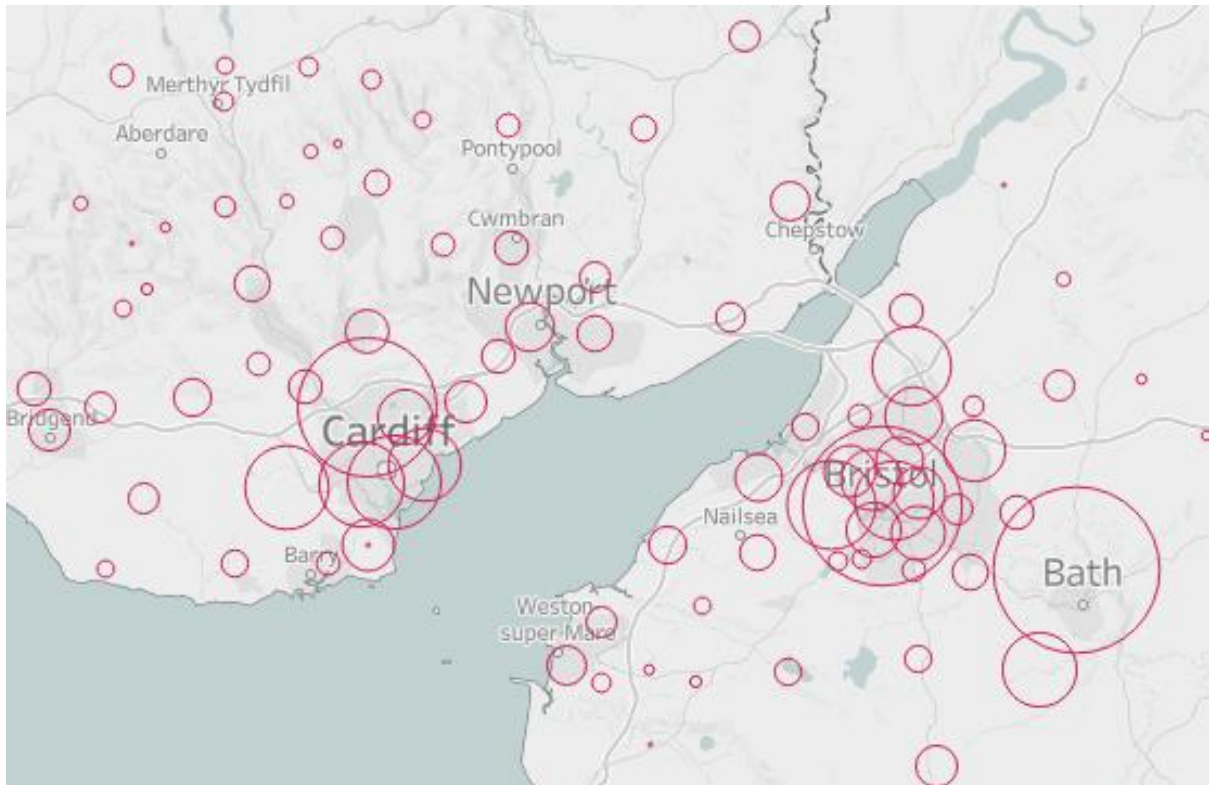 Merthyr Tydfil
Aberdare
Pontypool
Cwmbran
Chepstow
Newport
Bridgend
Cardiff
Bristol
Nailsea
Barry
Bath
Weston
super Mare